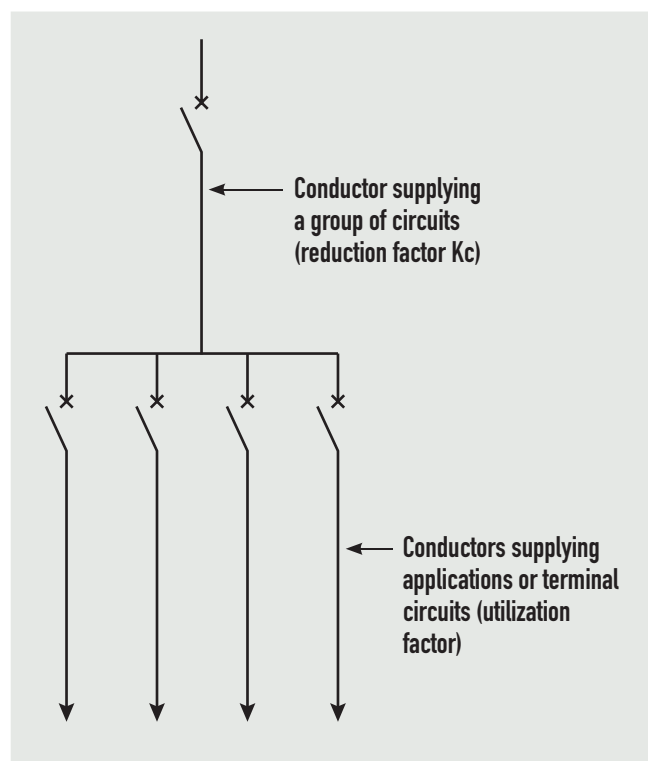 Conductor supplying
a group of circuits
(reduction factor Kc)
Conductors supplying
applications or terminal
circuits (utilization
factor)